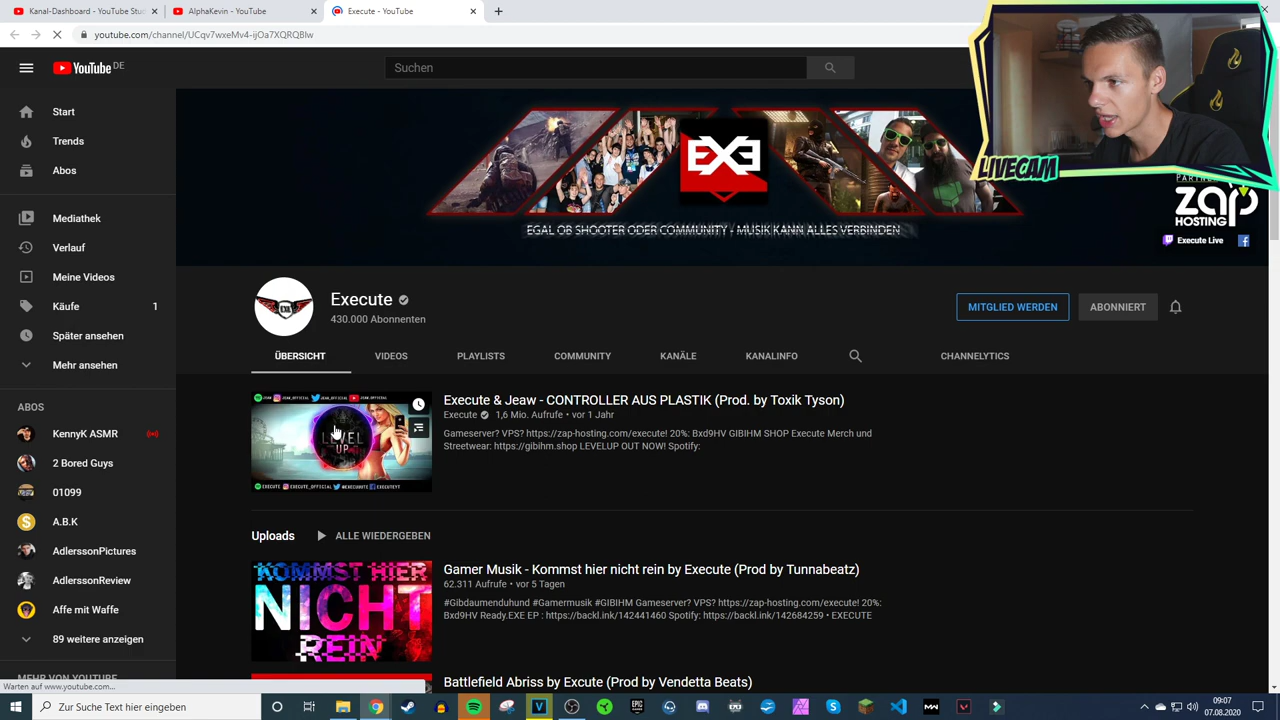 Kanal-Dashboard - YouTube Stu
AlphaKevin - YouTube
Execute - YouTube
youtube.com/channel/UCqv7wxeMv4-ijOa7XQRQBlw
YouTube DE
Suchen
LIVECAM
Start
Trends
Abos
Mediathek
Verlauf
Meine Videos
Käufe 1
Später ansehen
Mehr ansehen
ABOS
KennyK ASMR
2 Bored Guys
01099
A.B.K
AdlerssonPictures
AdlerssonReview
Affe mit Waffe
89 weitere anzeigen
MEHR VON YOUTUBE
EXE
EGAL OB SHOOTER ODER COMMUNITY - MUSIK KANN ALLES VERBINDEN
ZAP
HOSTING
Execute Live
Execute
430.000 Abonnenten
MITGLIED WERDEN
ABONNIERT
ÜBERSICHT
VIDEOS
PLAYLISTS
COMMUNITY
KANÄLE
KANALINFO
CHANNELYTICS
LEVEL
UP
Execute & Jeaw - CONTROLLER AUS PLASTIK (Prod. by Toxik Tyson)
Execute 1,6 Mio. Aufrufe • vor 1 Jahr
Gameserver? VPS? https://zap-hosting.com/execute! 20%: Bxd9HV GIBIHM SHOP Execute Merch und
Streetwear: https://gibihm.shop LEVELUP OUT NOW! Spotify:
Uploads
ALLE WIEDERGEBEN
KOMMST HIER
NICHT
REIN
Gamer Musik - Kommst hier nicht rein by Execute (Prod by Tunnabeatz)
62.311 Aufrufe • vor 5 Tagen
#Gibdaumenduhund #Gamermusik #GIBIHM Gameserver? VPS? https://zap-hosting.com/execute! 20%:
Bxd9HV Ready.EXE EP : https://backl.ink/142441460 Spotify: https://backl.ink/142684259 • EXECUTE
Battlefield Abriss by Excute (Prod by Vendetta Beats)
Warten auf www.youtube.com...
Zur Suche Text hier eingeben
09:07
07.08.2020